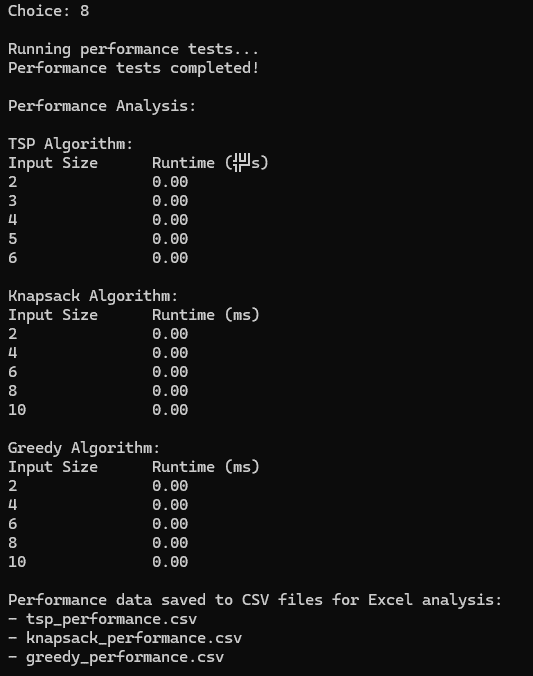 Choice: 8
Running performance tests...
Performance tests completed!
Performance Analysis:
TSP Algorithm:
Input Size Runtime (╬╝s)
2 0.00
3 0.00
4 0.00
5 0.00
6 0.00
Knapsack Algorithm:
Input Size Runtime (ms)
2 0.00
4 0.00
6 0.00
8 0.00
10 0.00
Greedy Algorithm:
Input Size Runtime (ms)
2 0.00
4 0.00
6 0.00
8 0.00
10 0.00
Performance data saved to CSV files for Excel analysis:
- tsp_performance.csv
- knapsack_performance.csv
- greedy_performance.csv